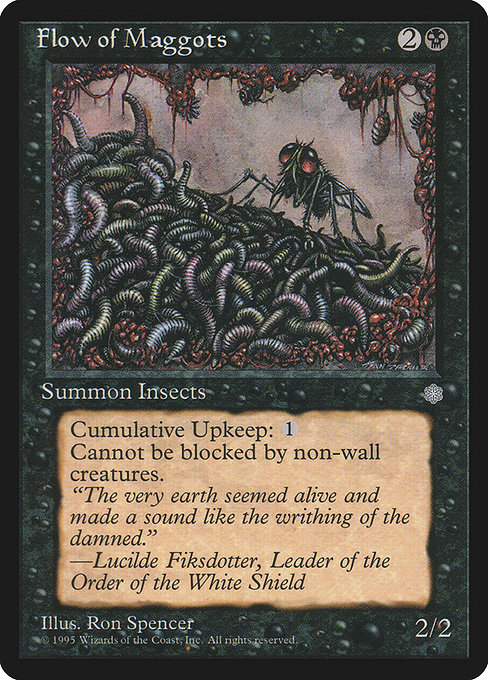 Flow of Maggots 2
Summon Insects
Cumulative Upkeep: 1
Cannot be blocked by non-wall
creatures.
“The very earth seemed alive and
made a sound like the writhing of the
damned.”
—Lucilde Fiksdotter, Leader of the
Order of the White Shield
Illus. Ron Spencer
© 1995 Wizards of the Coast, Inc. All rights reserved.
2/2